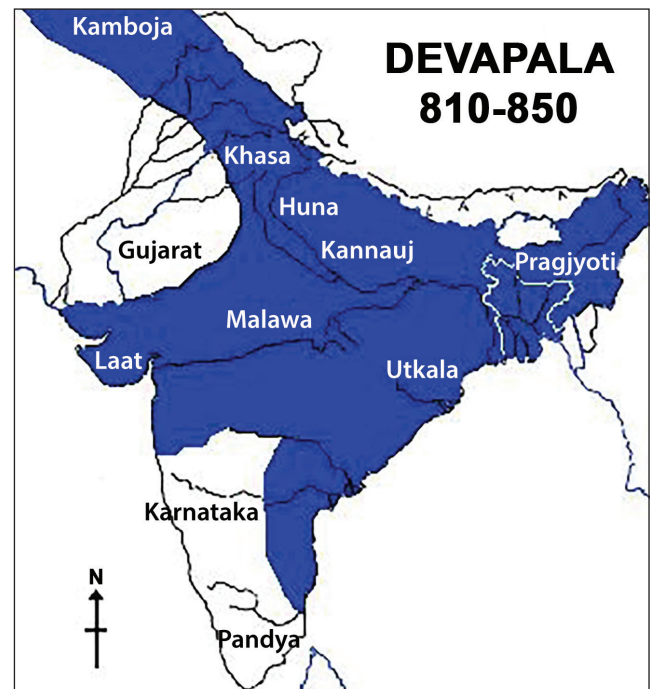 Kamboja
DEVAPALA
810-850
Khasa
Huna
Gujarat
Kannauj
Pragjyoti
Malawa
Laat
Utkala
Karnataka
N
Pandya